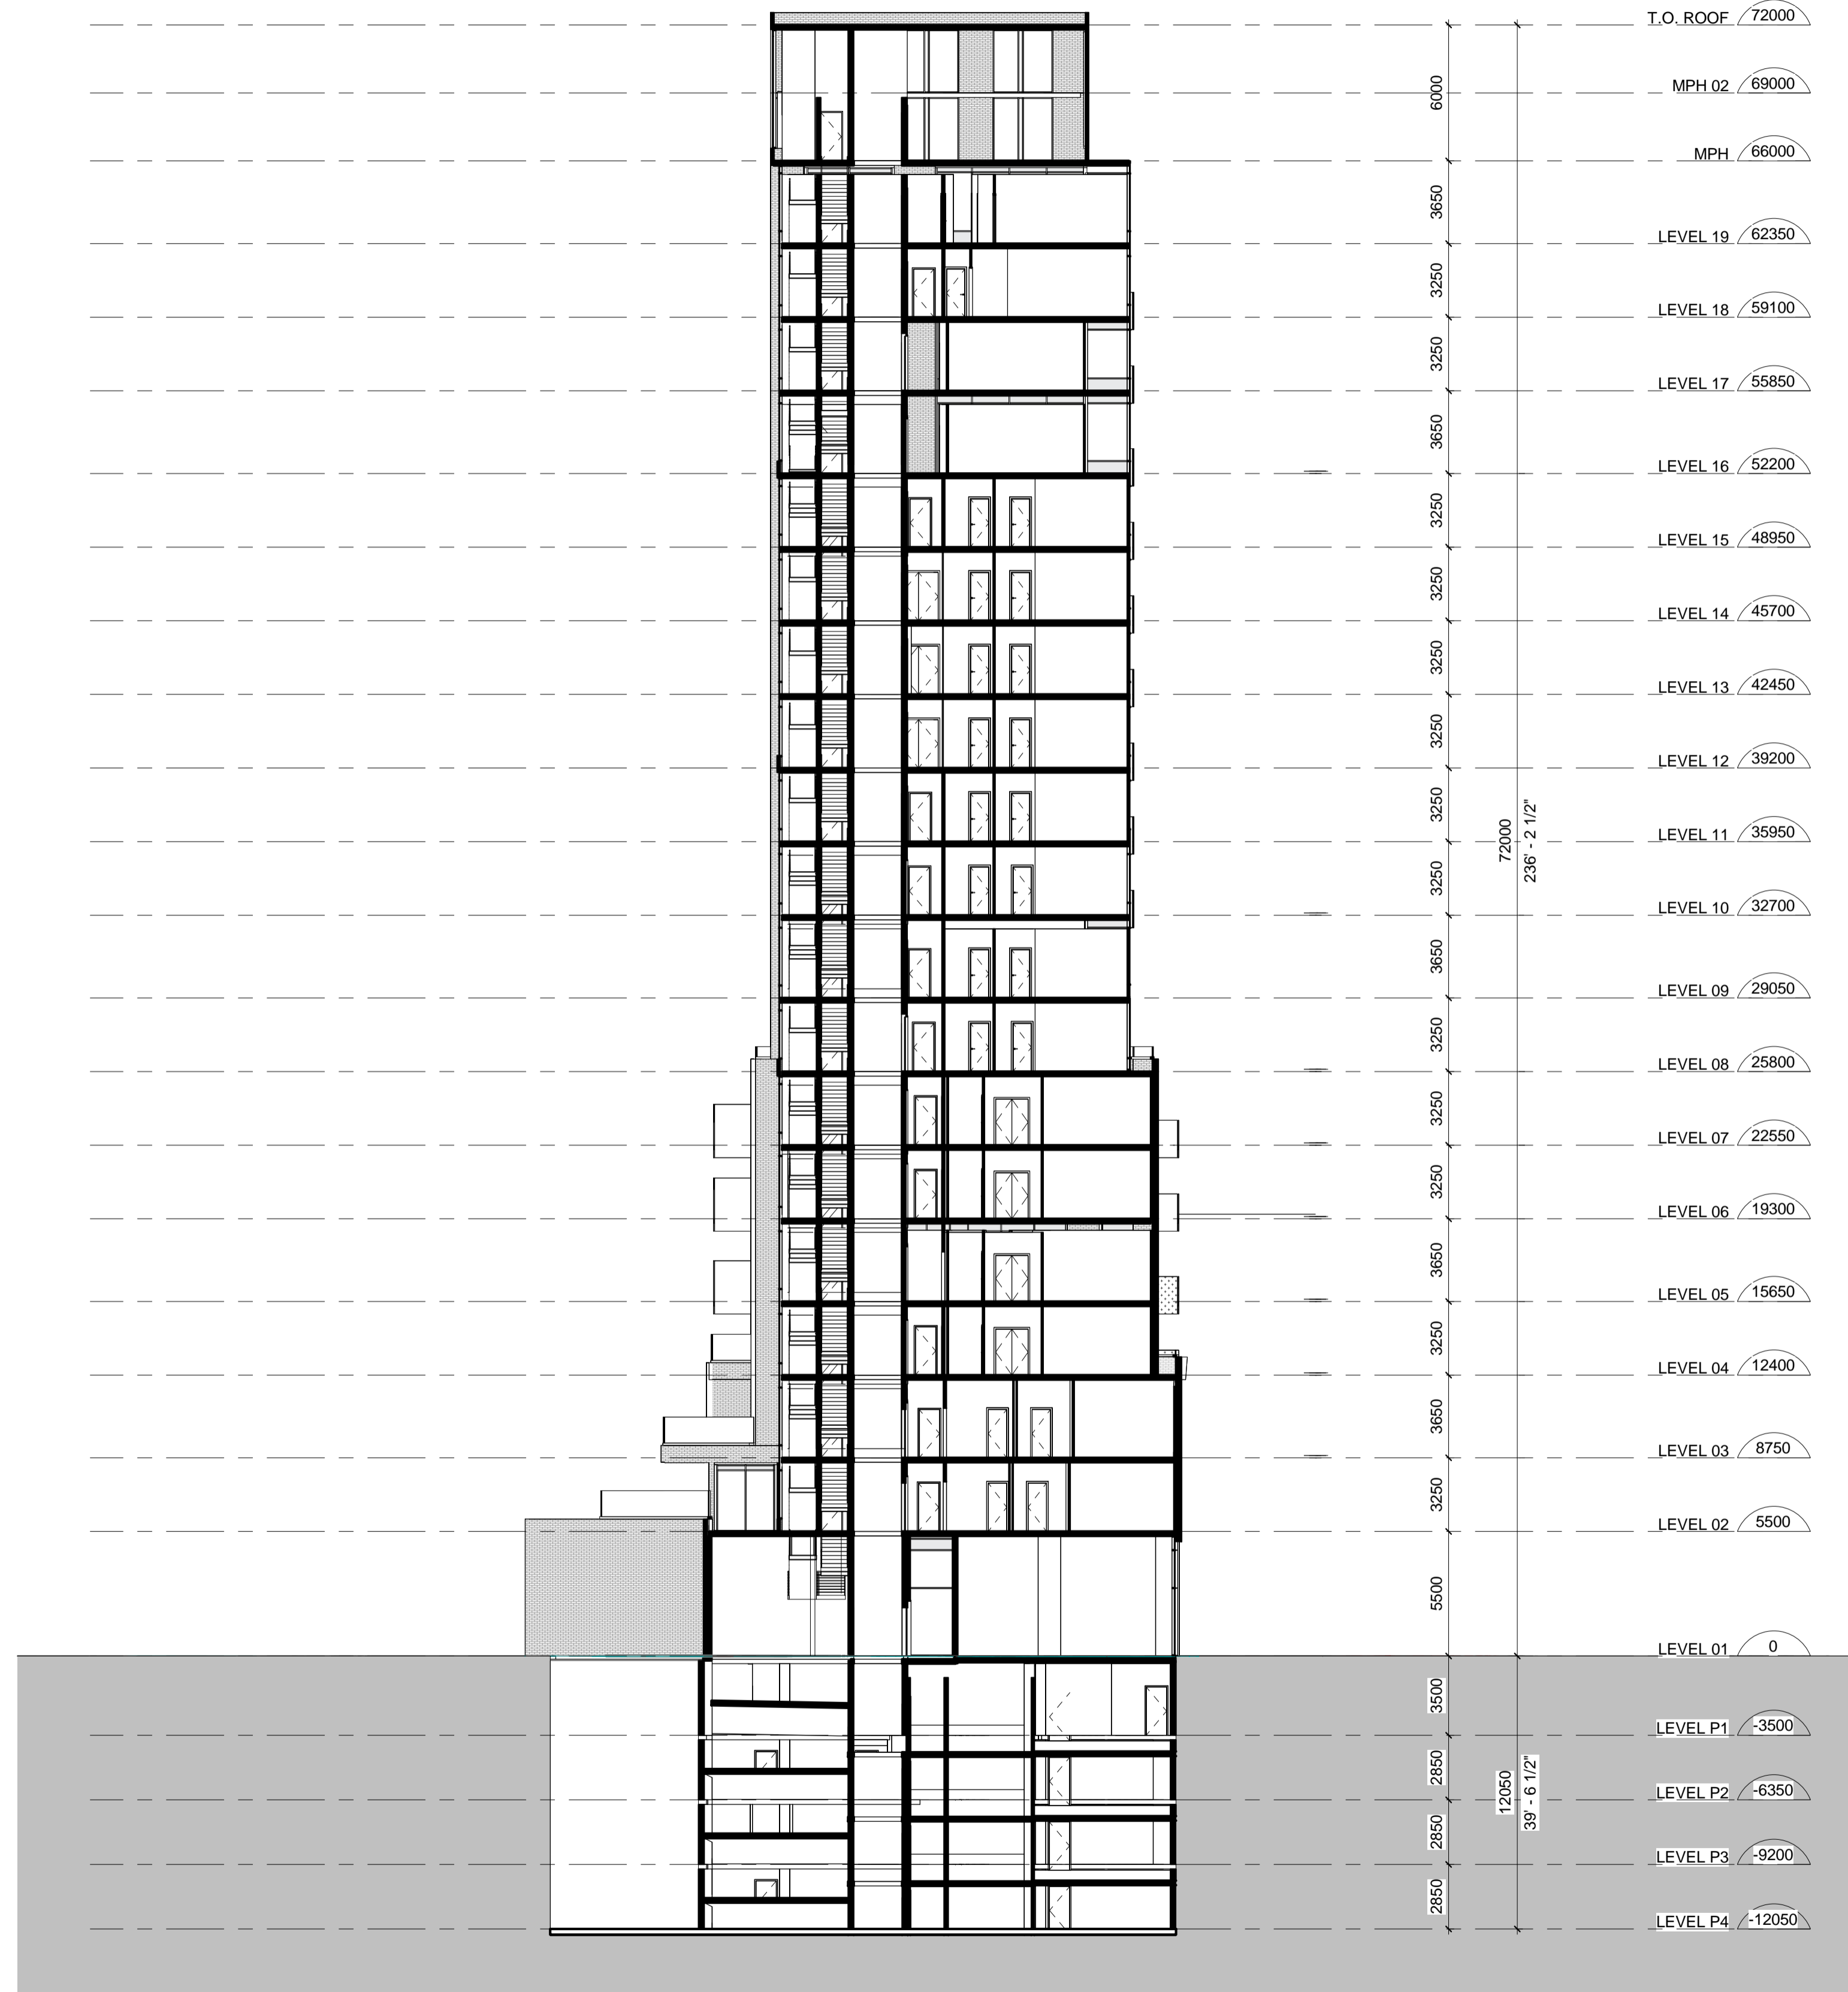 T.O. ROOF 72000
6000
MPH 02 69000
MPH 66000
3650
LEVEL 19 62350
3250
LEVEL 18 59100
3250
LEVEL 17 55850
3650
LEVEL 16 52200
3250
LEVEL 15 48950
3250
LEVEL 14 45700
3250
LEVEL 13 42450
3250
LEVEL 12 39200
3250
LEVEL 11 35950
72000
236' - 2 1/2"
3250
LEVEL 10 32700
3650
LEVEL 09 29050
3250
LEVEL 08 25800
3250
LEVEL 07 22550
3250
LEVEL 06 19300
3650
LEVEL 05 15650
3250
LEVEL 04 12400
3650
LEVEL 03 8750
3250
LEVEL 02 5500
5500
LEVEL 01 0
3500
LEVEL P1 -3500
2850
LEVEL P2 -6350
12050
39' - 6 1/2"
2850
LEVEL P3 -9200
2850
LEVEL P4 -12050